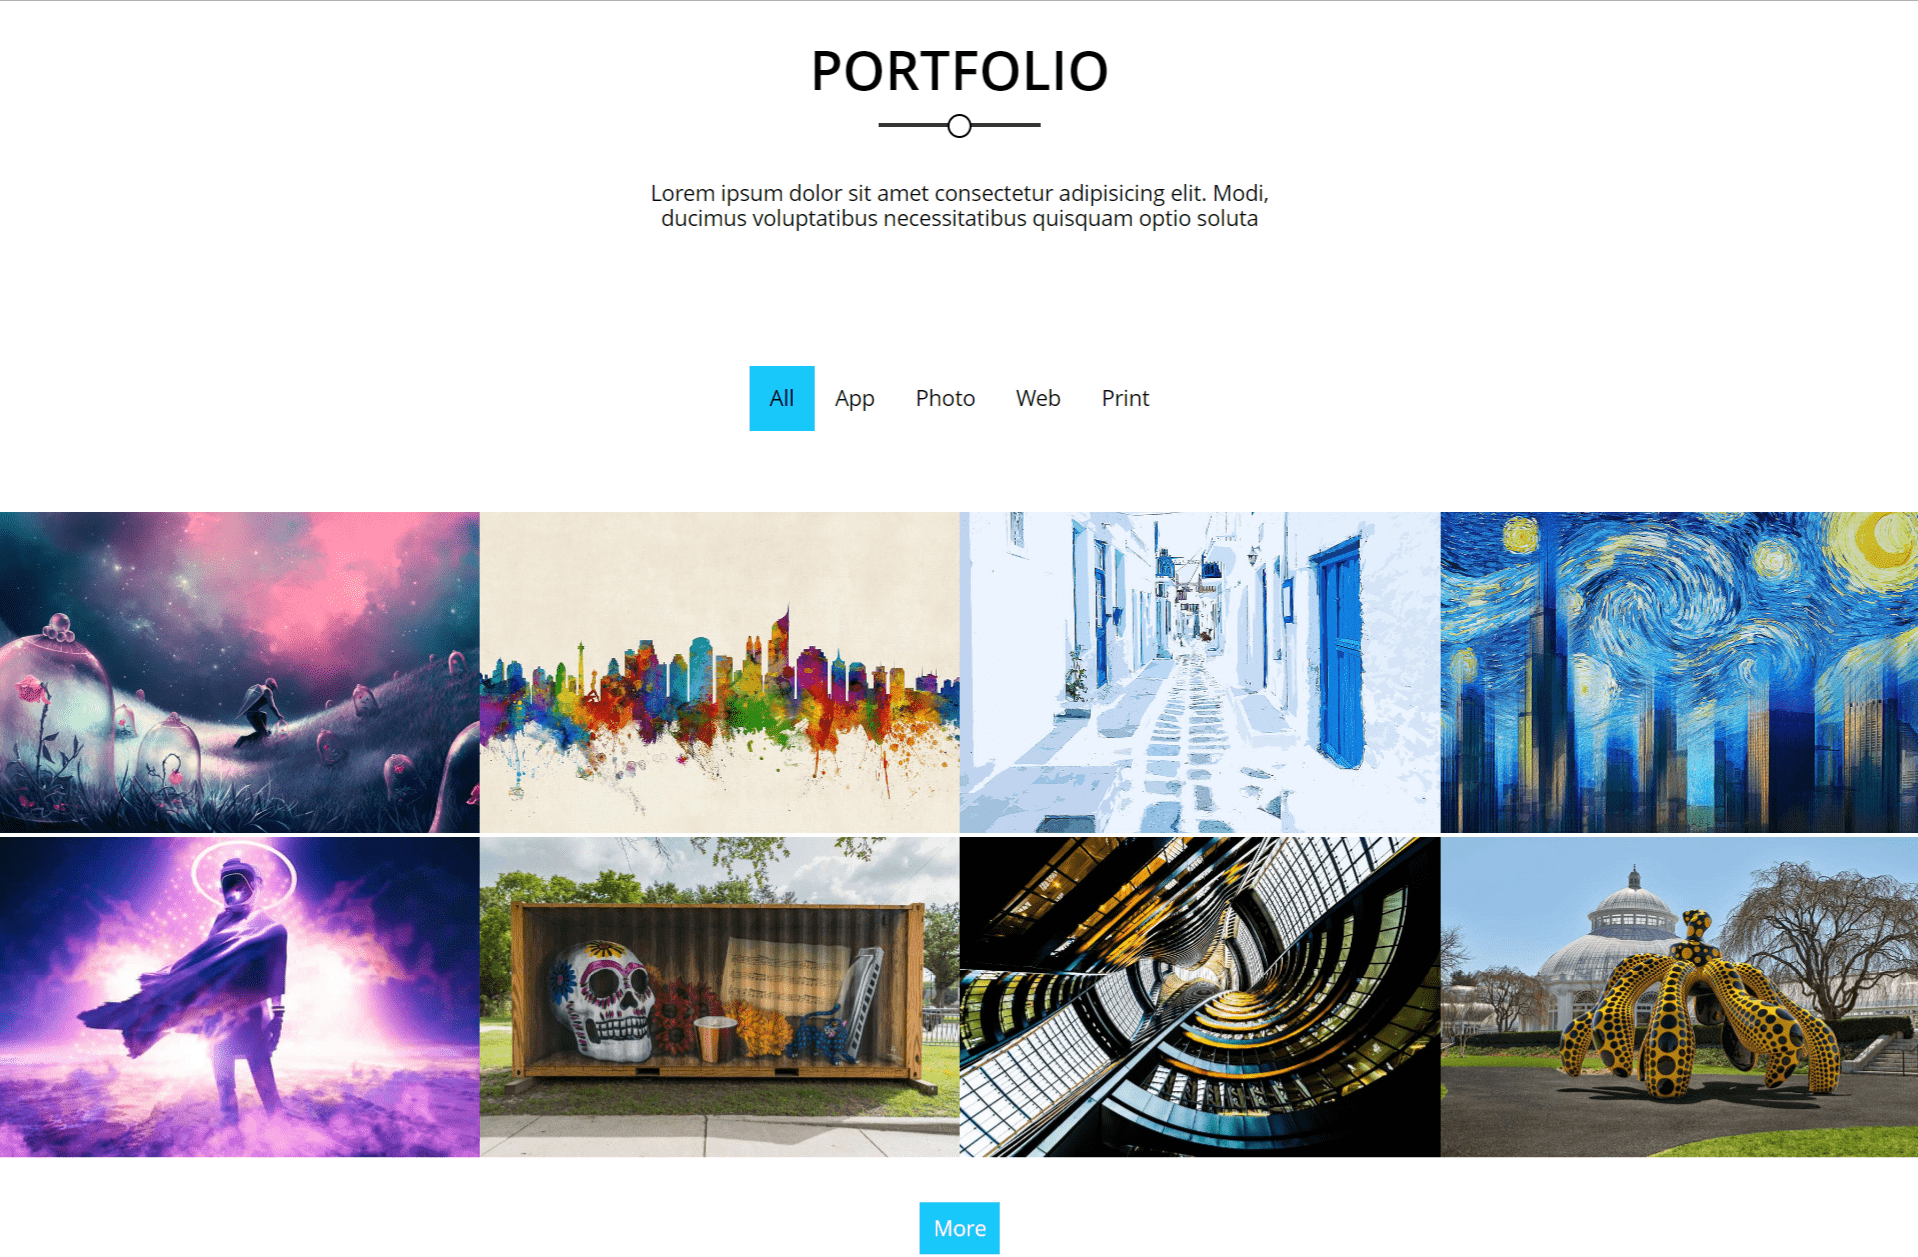 PORTFOLIO
Lorem ipsum dolor sit amet consectetur adipisicing elit. Modi,
ducimus voluptatibus necessitatibus quisquam optio soluta
All App Photo Web Print
More